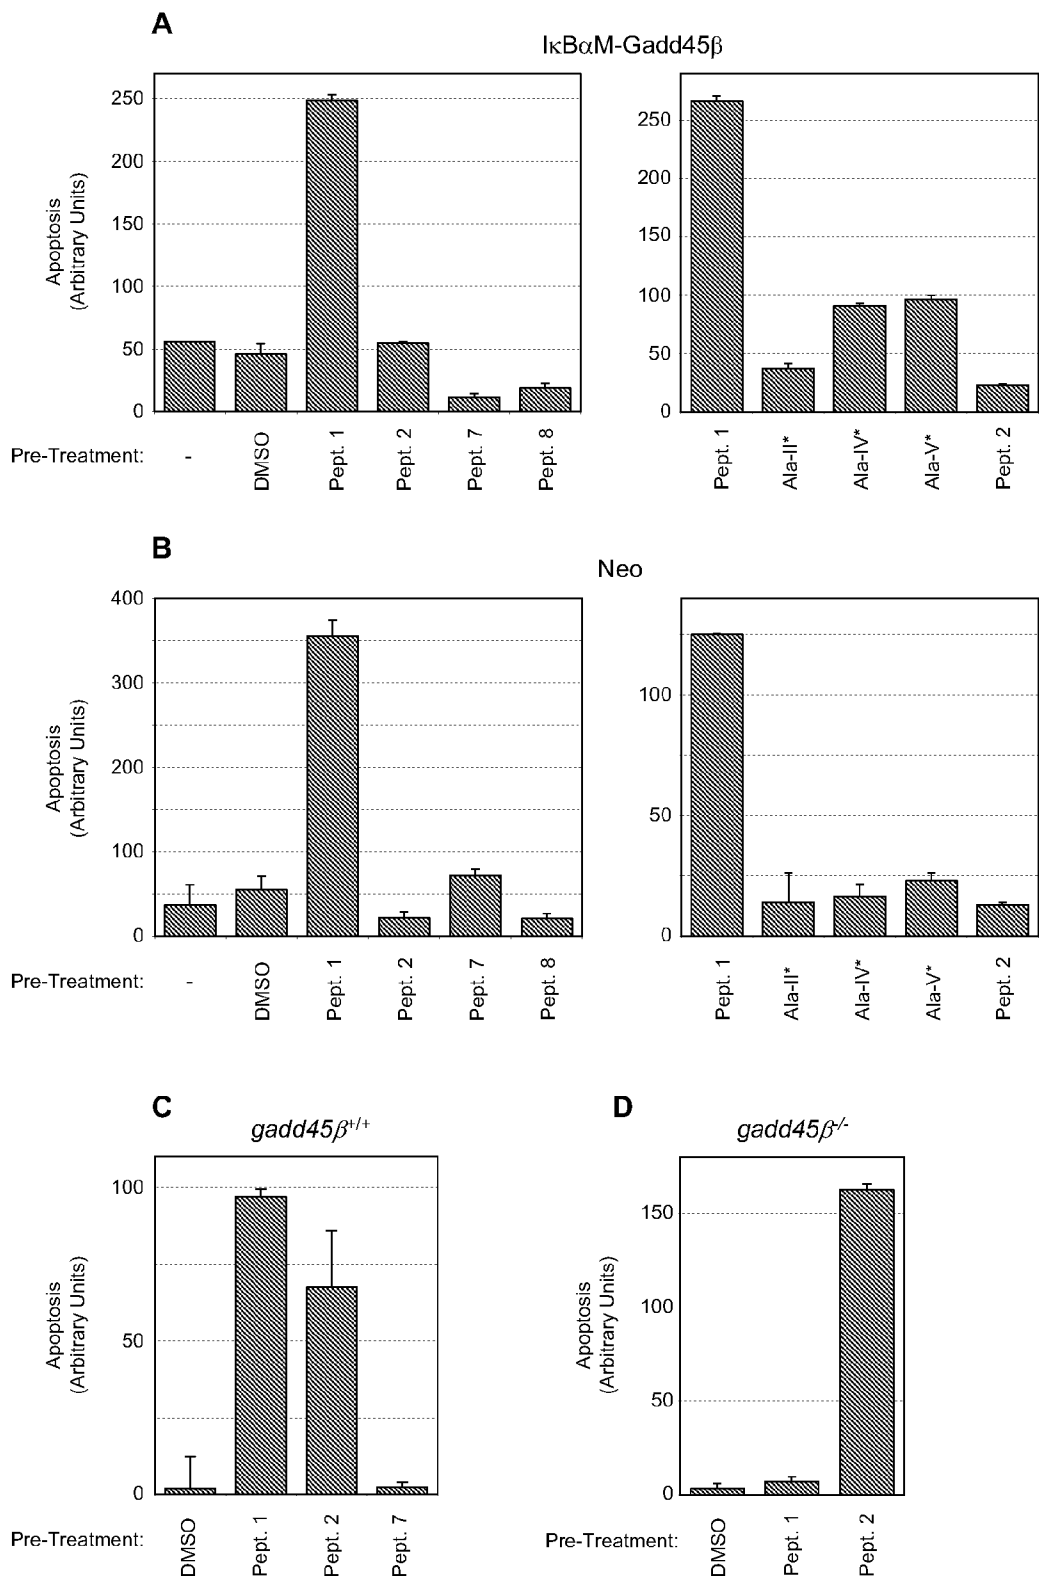 A
IκBαM-Gadd45β
Apoptosis
(Arbitrary Units)
250
200
150
100
50
0
Pre-Treatment:
-
DMSO
Pept. 1
Pept. 2
Pept. 7
Pept. 8
250
200
150
100
50
0
Pept. 1
Ala-II*
Ala-IV*
Ala-V*
Pept. 2
B
Neo
Apoptosis
(Arbitrary Units)
400
300
200
100
0
Pre-Treatment:
-
DMSO
Pept. 1
Pept. 2
Pept. 7
Pept. 8
100
50
0
Pept. 1
Ala-II*
Ala-IV*
Ala-V*
Pept. 2
C
gadd45β+/+
Apoptosis
(Arbitrary Units)
100
50
0
Pre-Treatment:
DMSO
Pept. 1
Pept. 2
Pept. 7
D
gadd45β-/-
Apoptosis
(Arbitrary Units)
150
100
50
0
Pre-Treatment:
DMSO
Pept. 1
Pept. 2